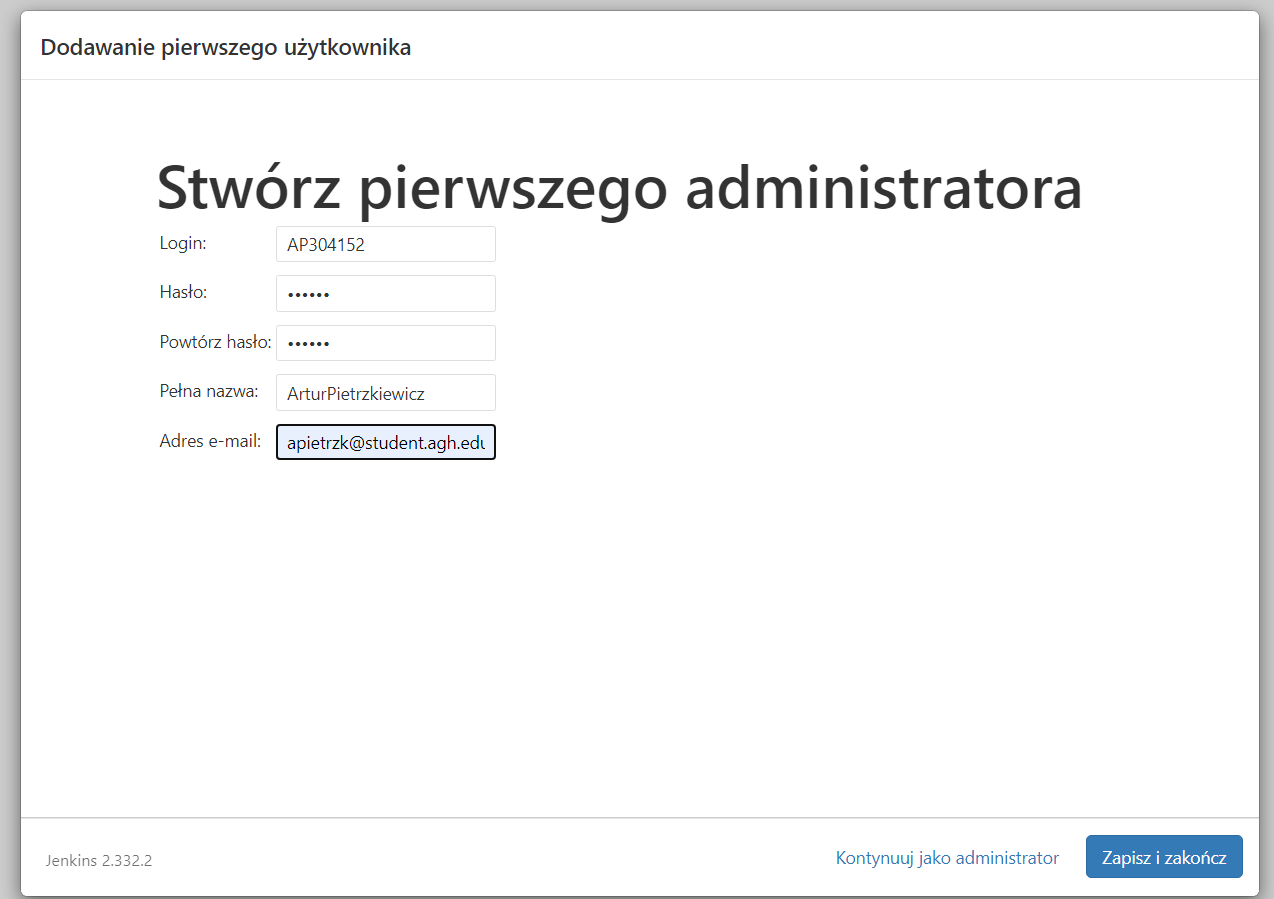 Dodawanie pierwszego użytkownika
Stwórz pierwszego administratora
Login: AP304152
Hasło: ••••••
Powtórz hasło: ••••••
Pełna nazwa: ArturPietrzkiewicz
Adres e-mail: apietrzk@student.agh.edu
Jenkins 2.332.2
Kontynuuj jako administrator
Zapisz i zakończ